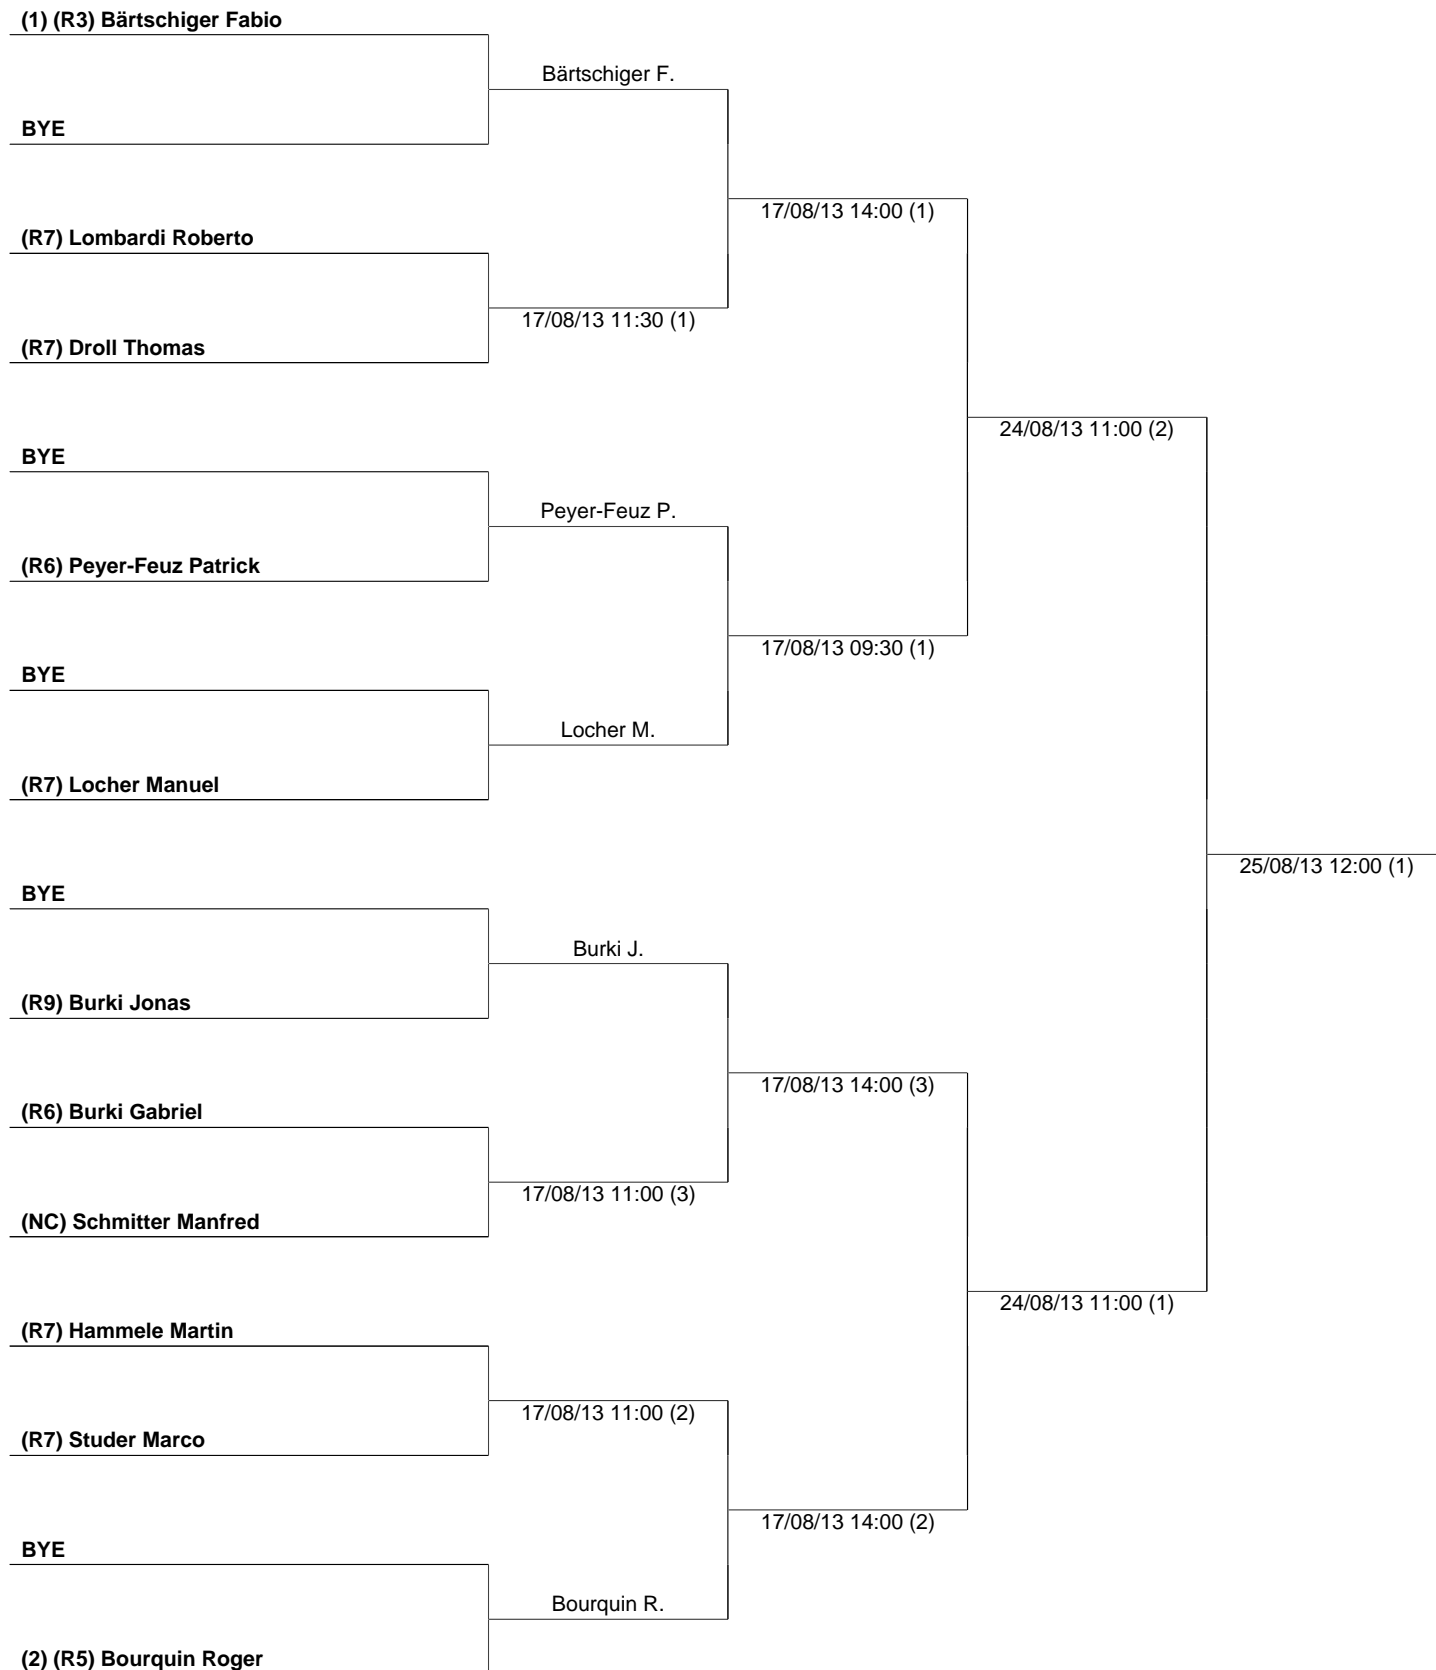 (1) (R3) Bärtschiger Fabio
Bärtschiger F.
BYE
17/08/13 14:00 (1)
(R7) Lombardi Roberto
17/08/13 11:30 (1)
(R7) Droll Thomas
24/08/13 11:00 (2)
BYE
Peyer-Feuz P.
(R6) Peyer-Feuz Patrick
17/08/13 09:30 (1)
BYE
Locher M.
(R7) Locher Manuel
25/08/13 12:00 (1)
BYE
Burki J.
(R9) Burki Jonas
17/08/13 14:00 (3)
(R6) Burki Gabriel
17/08/13 11:00 (3)
(NC) Schmitter Manfred
24/08/13 11:00 (1)
(R7) Hammele Martin
17/08/13 11:00 (2)
(R7) Studer Marco
17/08/13 14:00 (2)
BYE
Bourquin R.
(2) (R5) Bourquin Roger